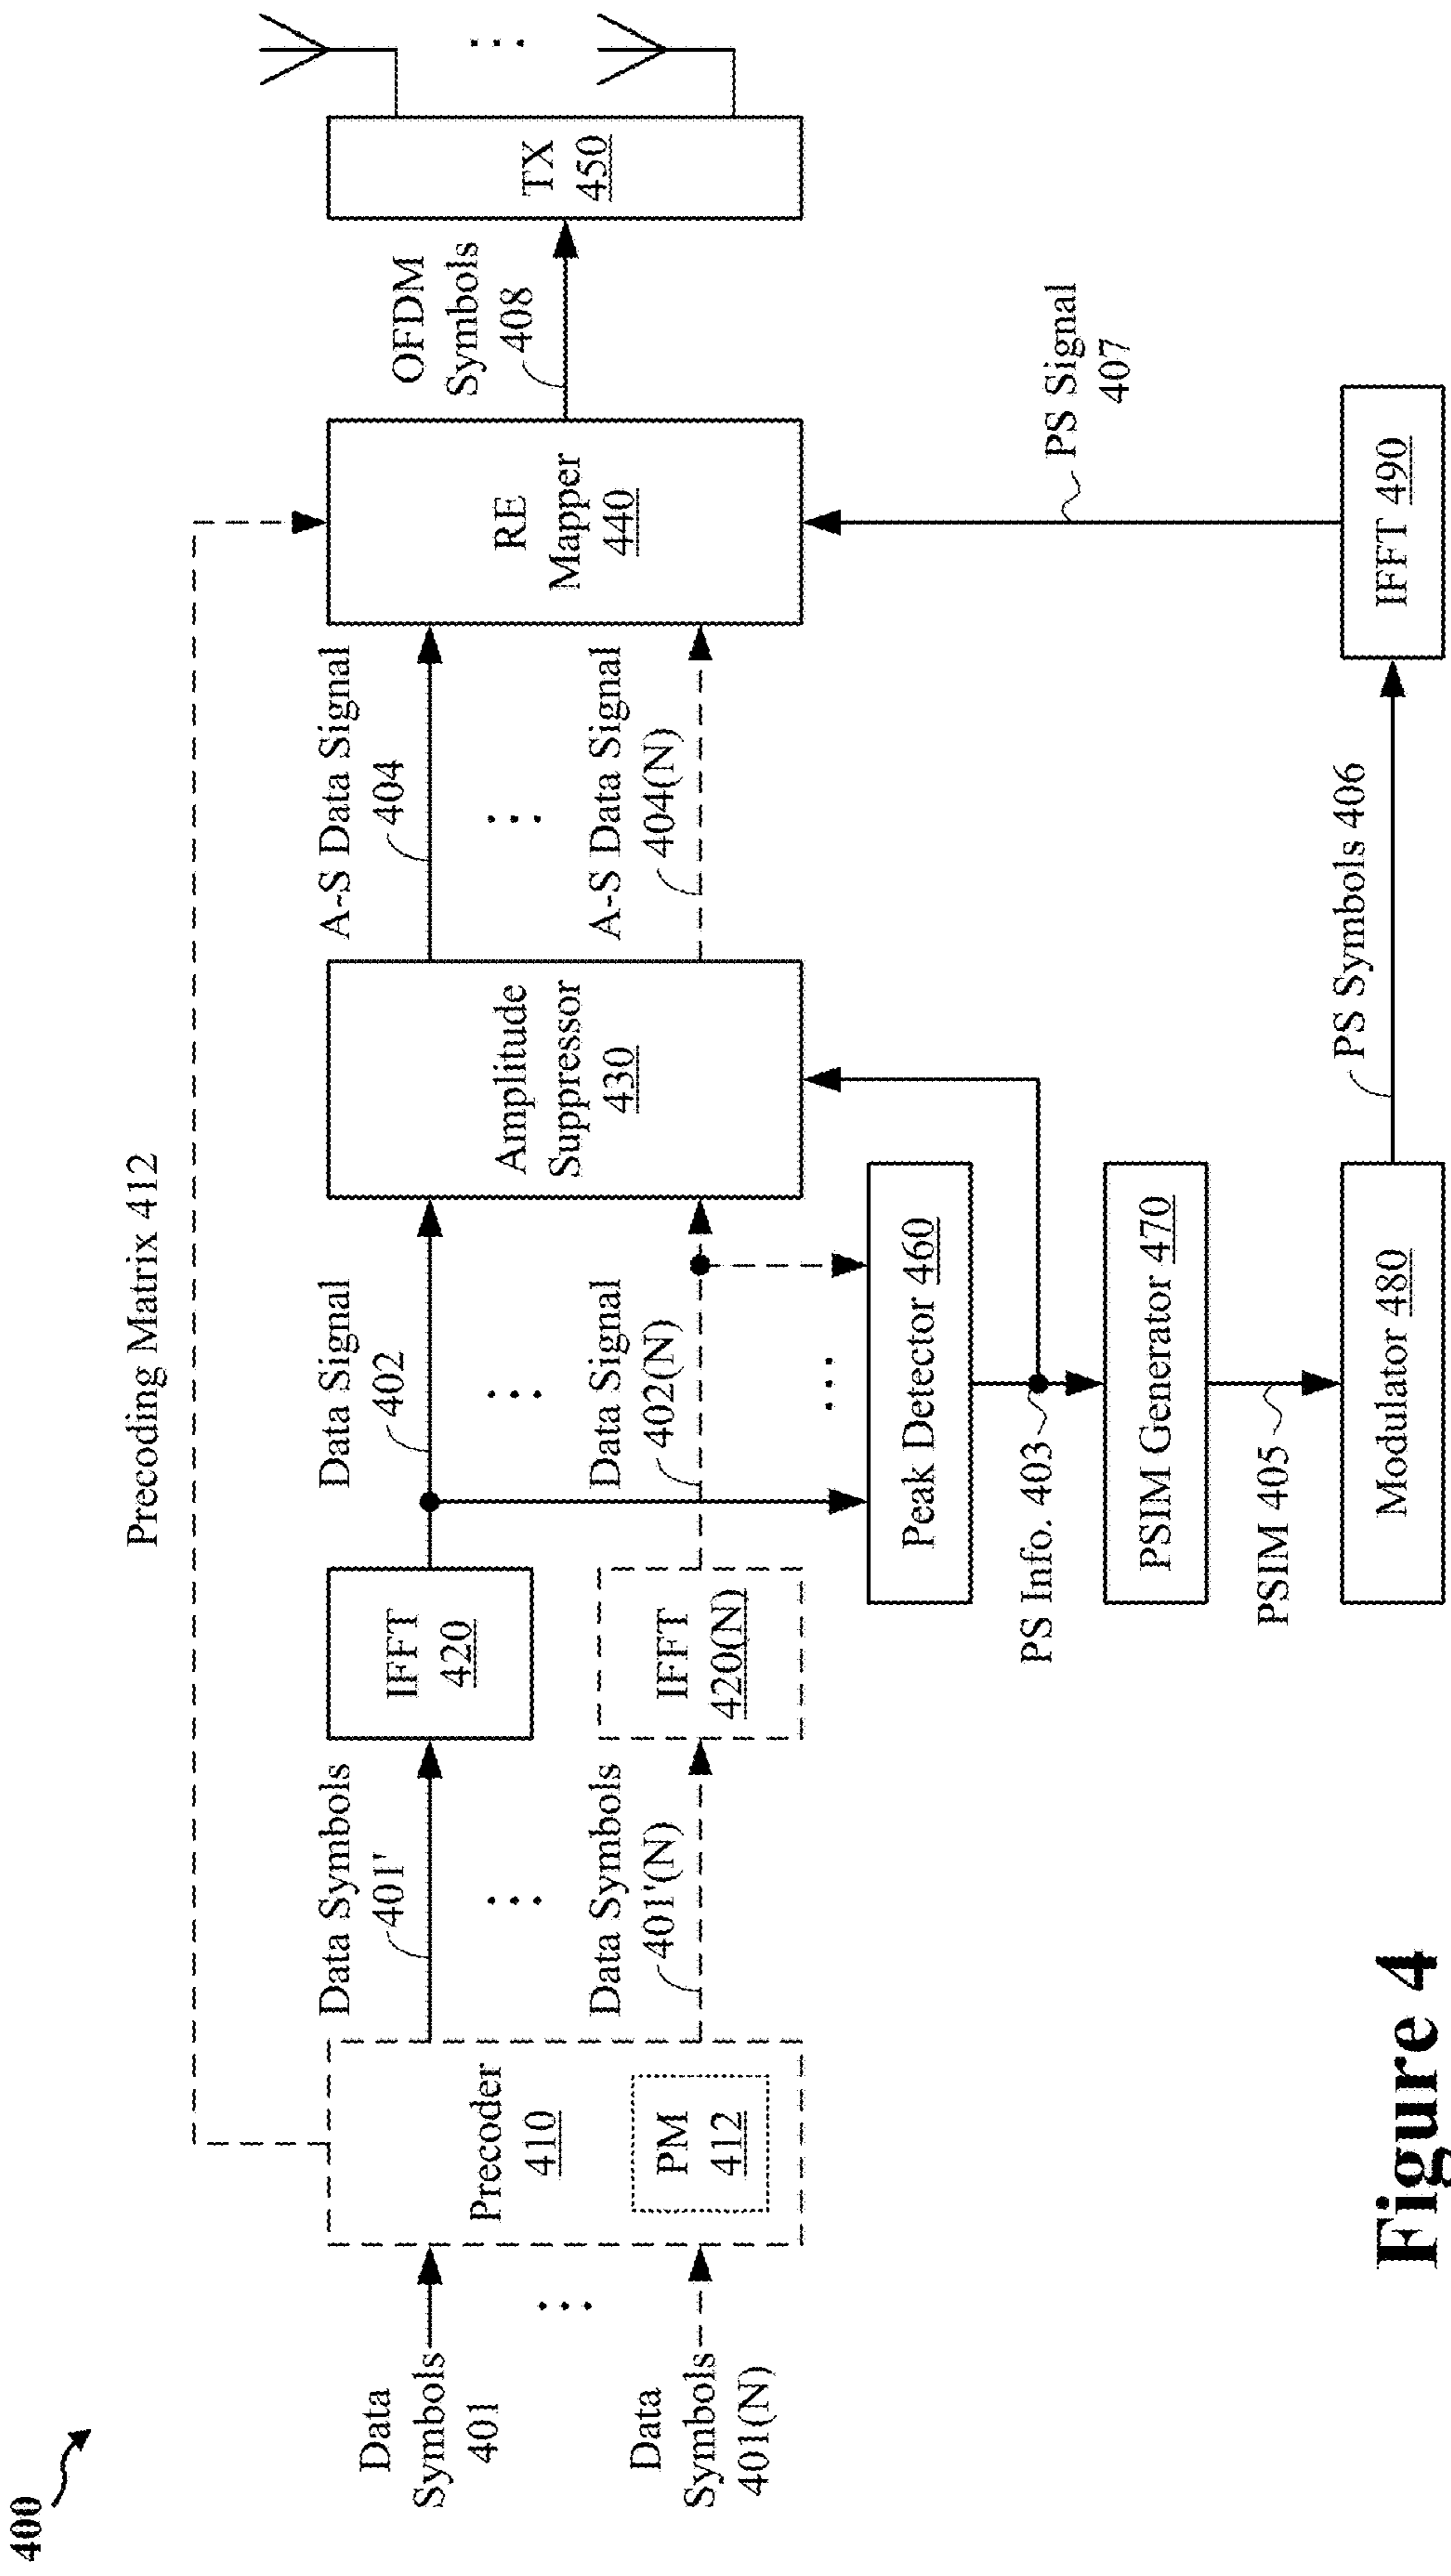 400
Precoding Matrix 412
Data
Symbols
401
Data
Symbols
401(N)
Precoder
410
PM
412
Data Symbols
401'
Data Symbols
401'(N)
IFFT
420
IFFT
420(N)
Data Signal
402
Data Signal
402(N)
Amplitude
Suppressor
430
A-S Data Signal
404
A-S Data Signal
404(N)
RE
Mapper
440
OFDM
Symbols
408
TX
450
Peak Detector 460
PS Info. 403
PSIM Generator 470
PSIM 405
Modulator 480
PS Symbols 406
IFFT 490
PS Signal
407
Figure 4